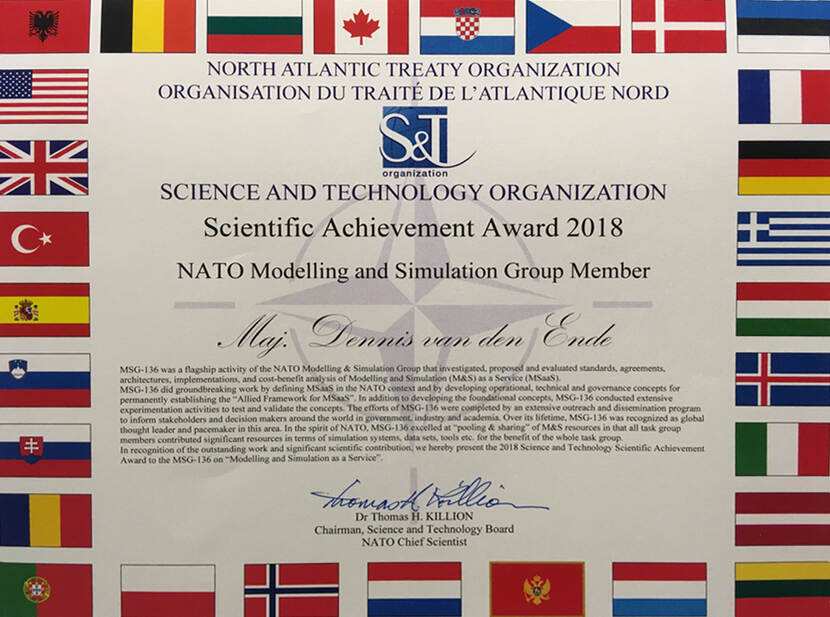 NORTH ATLANTIC TREATY ORGANIZATION
ORGANISATION DU TRAITÉ DE L'ATLANTIQUE NORD
S&T
organization
SCIENCE AND TECHNOLOGY ORGANIZATION
Scientific Achievement Award 2018
NATO Modelling and Simulation Group Member
Maj. Dennis van den Ende
MSG-136 was a flagship activity of the NATO Modelling & Simulation Group that investigated, proposed and evaluated standards, agreements,
architectures, implementations, and cost-benefit analysis of Modelling and Simulation (M&S) as a Service (MSaaS).
MSG-136 did groundbreaking work by defining MSaaS in the NATO context and by developing operational, technical and governance concepts for
permanently establishing the “Allied Framework for MSaaS”. In addition to developing the foundational concepts, MSG-136 conducted extensive
experimentation activities to test and validate the concepts. The efforts of MSG-136 were completed by an extensive outreach and dissemination program
to inform stakeholders and decision makers around the world in government, industry and academia. Over its lifetime, MSG-136 was recognized as global
thought leader and pacemaker in this area. In the spirit of NATO, MSG-136 excelled at “pooling & sharing” of M&S resources in that all task group
members contributed significant resources in terms of simulation systems, data sets, tools etc. for the benefit of the whole task group.
In recognition of the outstanding work and significant scientific contribution, we hereby present the 2018 Science and Technology Scientific Achievement
Award to the MSG-136 on “Modelling and Simulation as a Service”.
Thomas H. Killion
Dr Thomas H. KILLION
Chairman, Science and Technology Board
NATO Chief Scientist